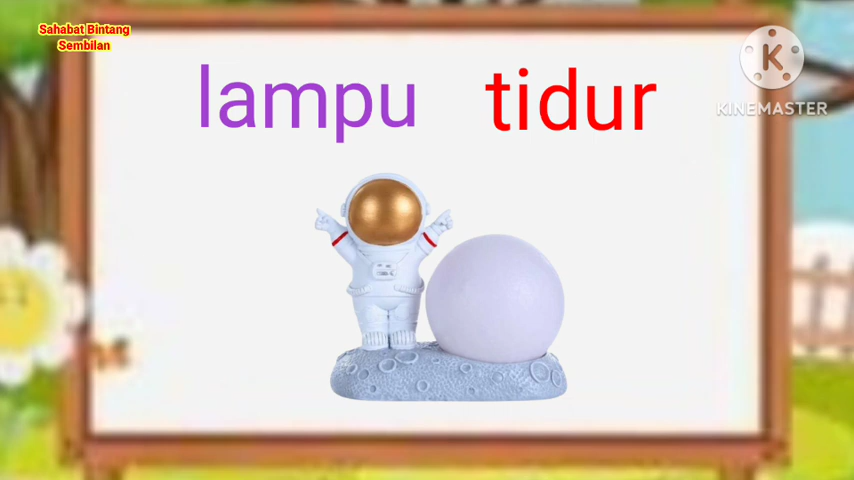 Sahabat Bintang
Sembilan
lampu tidur
K
KINEMASTER